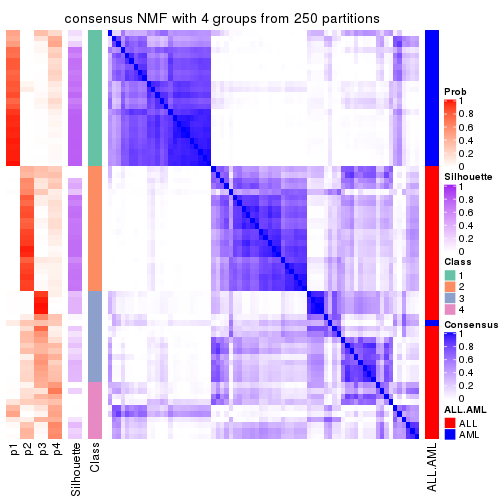 consensus NMF with 4 groups from 250 partitions
Prob
1
0.8
0.6
0.4
0.2
0
Silhouette
1
0.8
0.6
0.4
0.2
0
Class
1
2
3
4
Consensus
1
0.8
0.6
0.4
0.2
0
ALL.AML
ALL
AML
p1
p2
p3
p4
Silhouette
Class
ALL.AML